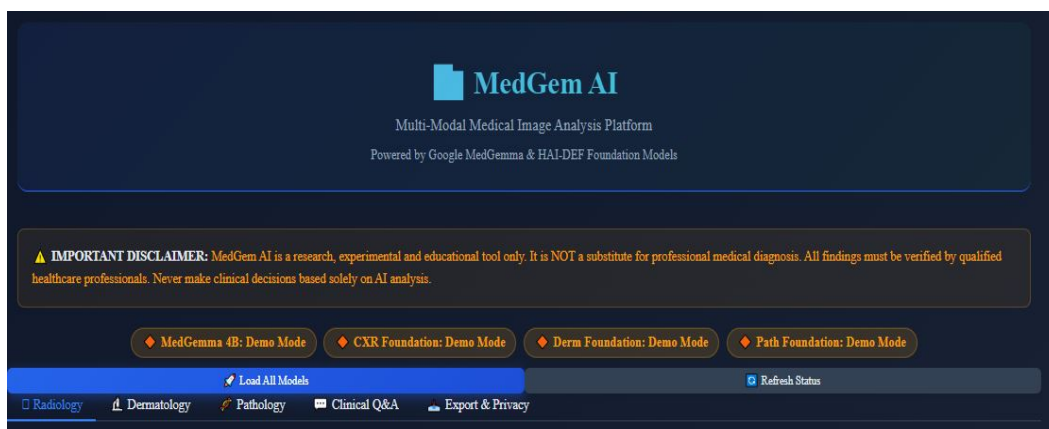 MedGem AI
Multi-Modal Medical Image Analysis Platform
Powered by Google MedGemma & HAI-DEF Foundation Models
⚠ IMPORTANT DISCLAIMER: MedGem AI is a research, experimental and educational tool only. It is NOT a substitute for professional medical diagnosis. All findings must be verified by qualified
healthcare professionals. Never make clinical decisions based solely on AI analysis.
MedGemma 4B: Demo Mode CXR Foundation: Demo Mode Derm Foundation: Demo Mode Path Foundation: Demo Mode
Load All Models Refresh Status
Radiology Dermatology Pathology Clinical Q&A Export & Privacy